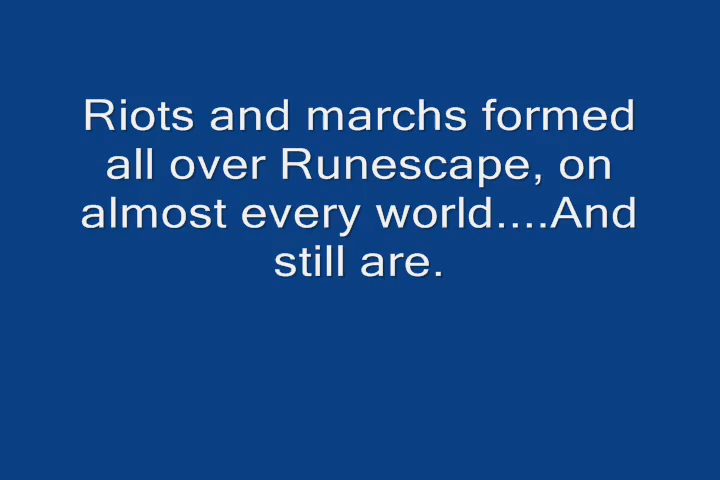 Riots and marchs formed
all over Runescape, on
almost every world....And
still are.